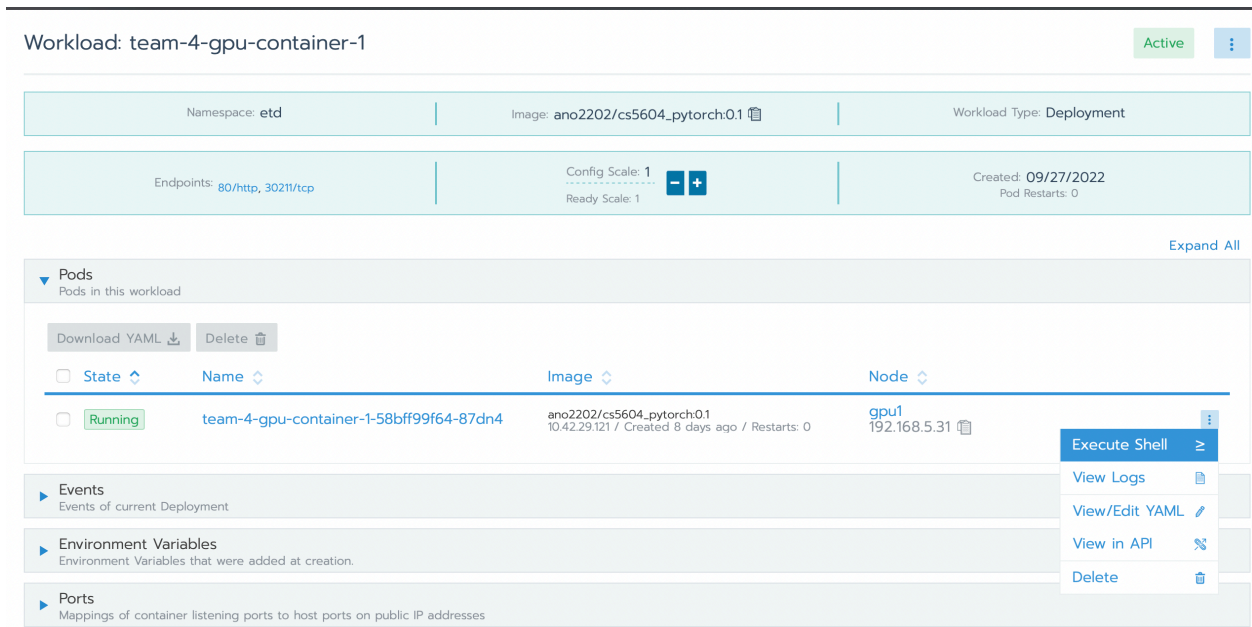 Workload: team-4-gpu-container-1
Active
Namespace: etd
Image: ano2202/cs5604_pytorch:0.1
Workload Type: Deployment
Endpoints: 80/http, 30211/tcp
Config Scale: 1
Ready Scale: 1
Created: 09/27/2022
Pod Restarts: 0
Expand All
Pods
Pods in this workload
Download YAML
Delete
State
Name
Image
Node
Running
team-4-gpu-container-1-58bff99f64-87dn4
ano2202/cs5604_pytorch:0.1
10.42.29.121 / Created 8 days ago / Restarts: 0
gpu1
192.168.5.31
Execute Shell
View Logs
View/Edit YAML
View in API
Delete
Events
Events of current Deployment
Environment Variables
Environment Variables that were added at creation.
Ports
Mappings of container listening ports to host ports on public IP addresses